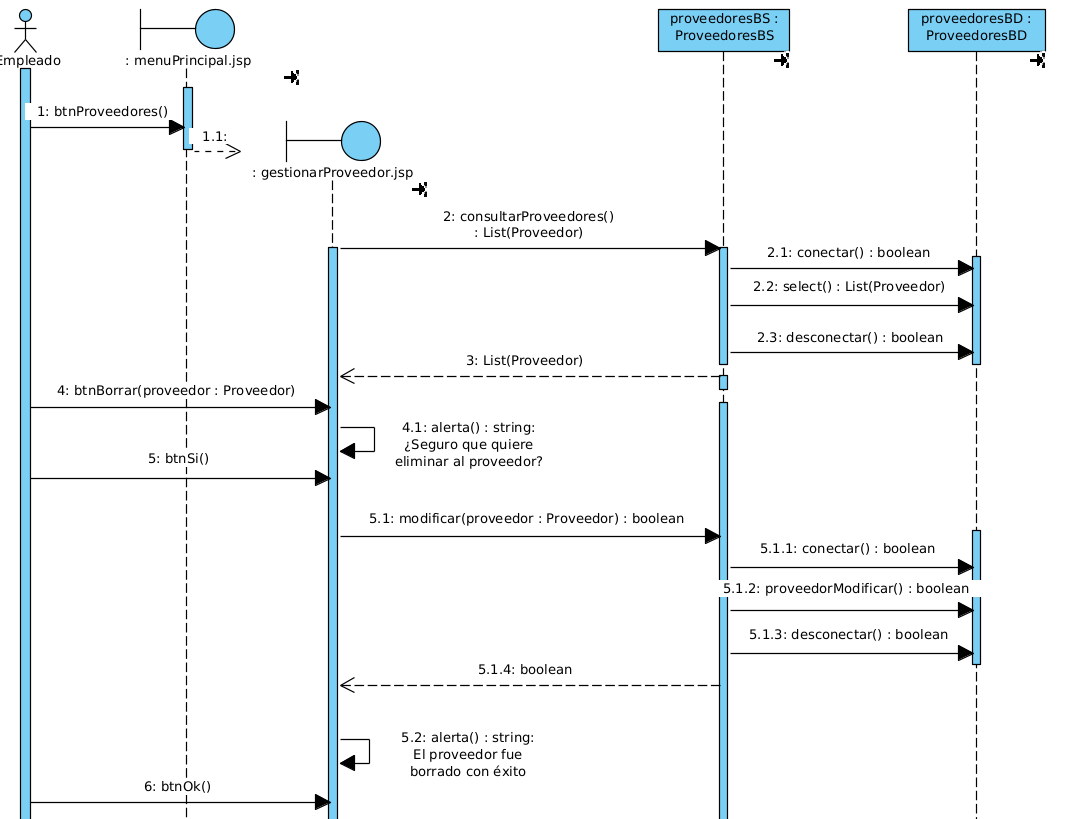 proveedoresBS :
ProveedoresBS
proveedoresBD :
ProveedoresBD
Empleado
: menuPrincipal.jsp
1: btnProveedores()
1.1:
: gestionarProveedor.jsp
2: consultarProveedores()
: List(Proveedor)
2.1: conectar() : boolean
2.2: select() : List(Proveedor)
2.3: desconectar() : boolean
3: List(Proveedor)
4: btnBorrar(proveedor : Proveedor)
4.1: alerta() : string:
¿Seguro que quiere
eliminar al proveedor?
5: btnSi()
5.1: modificar(proveedor : Proveedor) : boolean
5.1.1: conectar() : boolean
5.1.2: proveedorModificar() : boolean
5.1.3: desconectar() : boolean
5.1.4: boolean
5.2: alerta() : string:
El proveedor fue
borrado con éxito
6: btnOk()